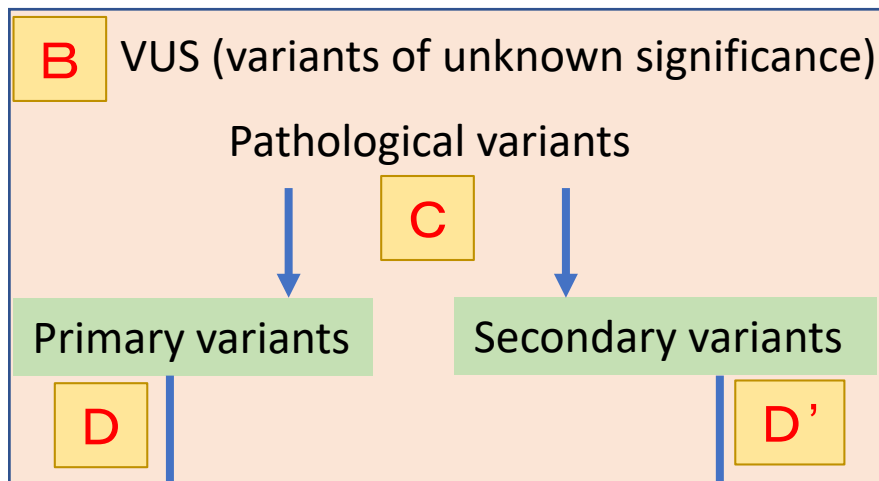 B VUS (variants of unknown significance)
Pathological variants
C
Primary variants Secondary variants
D D’